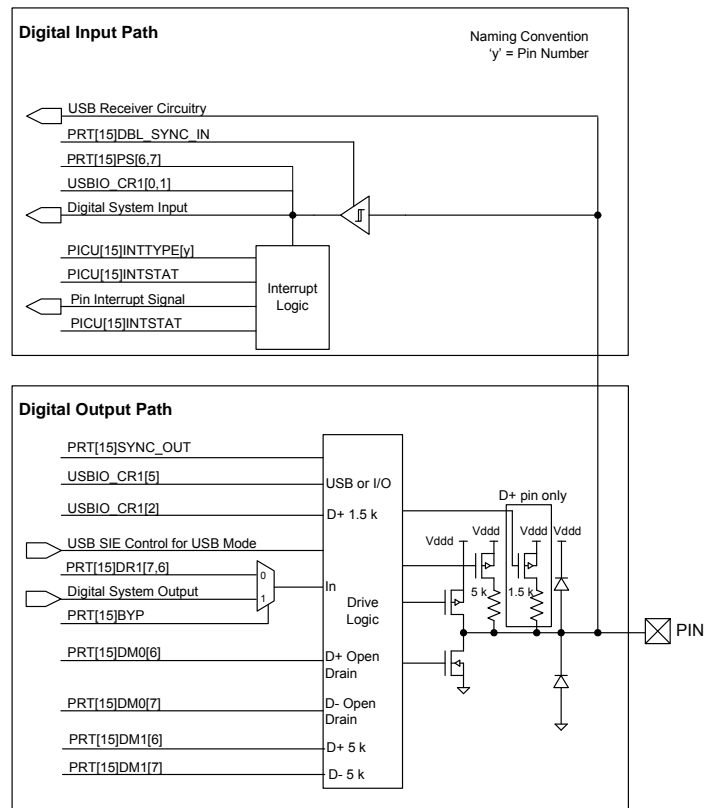 Digital Input Path
Naming Convention
'y' = Pin Number
USB Receiver Circuitry
PRT[15]DBL_SYNC_IN
PRT[15]PS[6,7]
USBIO_CR1[0,1]
Digital System Input
PICU[15]INTTYPE[y]
PICU[15]INTSTAT
Pin Interrupt Signal
PICU[15]INTSTAT
Interrupt
Logic
Digital Output Path
PRT[15]SYNC_OUT
USBIO_CR1[5]
USB or I/O
USBIO_CR1[2]
D+ 1.5 k
D+ pin only
USB SIE Control for USB Mode
Vddd
Vddd
Vddd
Vddd
PRT[15]DR1[7,6]
0
Digital System Output
1
In
5 k
1.5 k
PRT[15]BYP
Drive
Logic
PIN
PRT[15]DM0[6]
D+ Open
Drain
PRT[15]DM0[7]
D- Open
Drain
PRT[15]DM1[6]
D+ 5 k
PRT[15]DM1[7]
D- 5 k